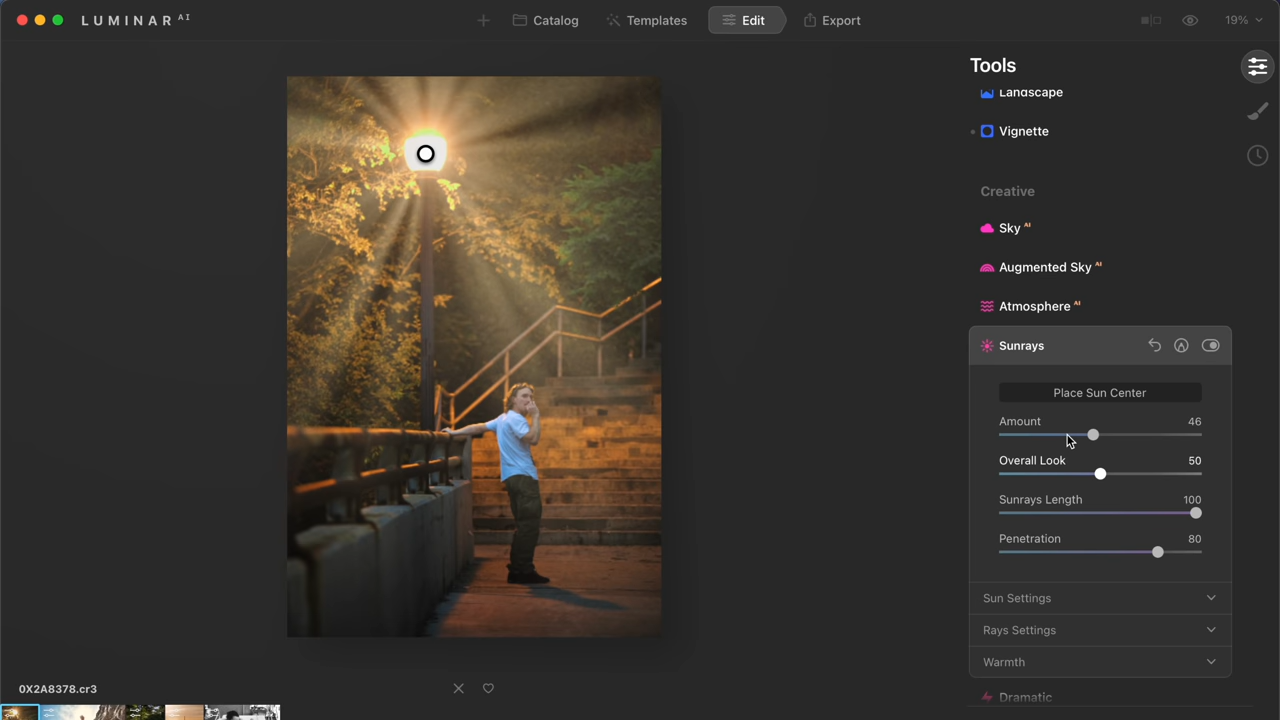 LUMINAR AI
Catalog
Templates
Edit
Export
19%
Tools
Landscape
Vignette
Creative
Sky AI
Augmented Sky AI
Atmosphere AI
Sunrays
Place Sun Center
Amount 46
Overall Look 50
Sunrays Length 100
Penetration 80
Sun Settings
Rays Settings
Warmth
Dramatic
0X2A8378.cr3